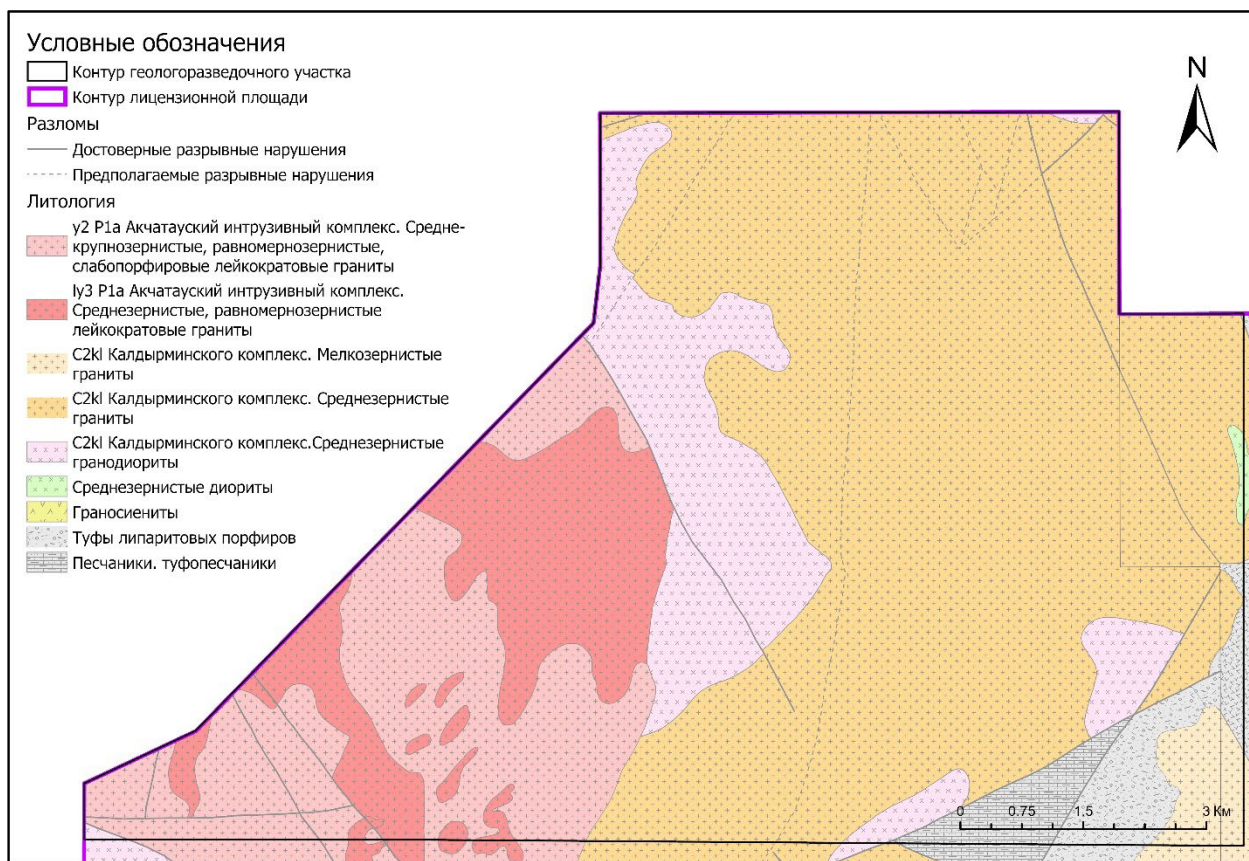 Условные обозначения
Контур геологоразведочного участка
Контур лицензионной площади
Разломы
Достоверные разрывные нарушения
Предполагаемые разрывные нарушения
Литология
y2 P1a Акчатауский интрузивный комплекс. Средне-
крупнозернистые, равномернозернистые,
слабопорфировые лейкократовые граниты
ly3 P1a Акчатауский интрузивный комплекс.
Среднезернистые, равномернозернистые
лейкократовые граниты
C2kl Калдырминского комплекс. Мелкозернистые
граниты
C2kl Калдырминского комплекс. Среднезернистые
граниты
C2kl Калдырминского комплекс.Среднезернистые
гранодиориты
Среднезернистые диориты
Граносиениты
Туфы липаритовых порфиров
Песчаники. туфопесчаники
N
0 0.75 1.5 3 Км